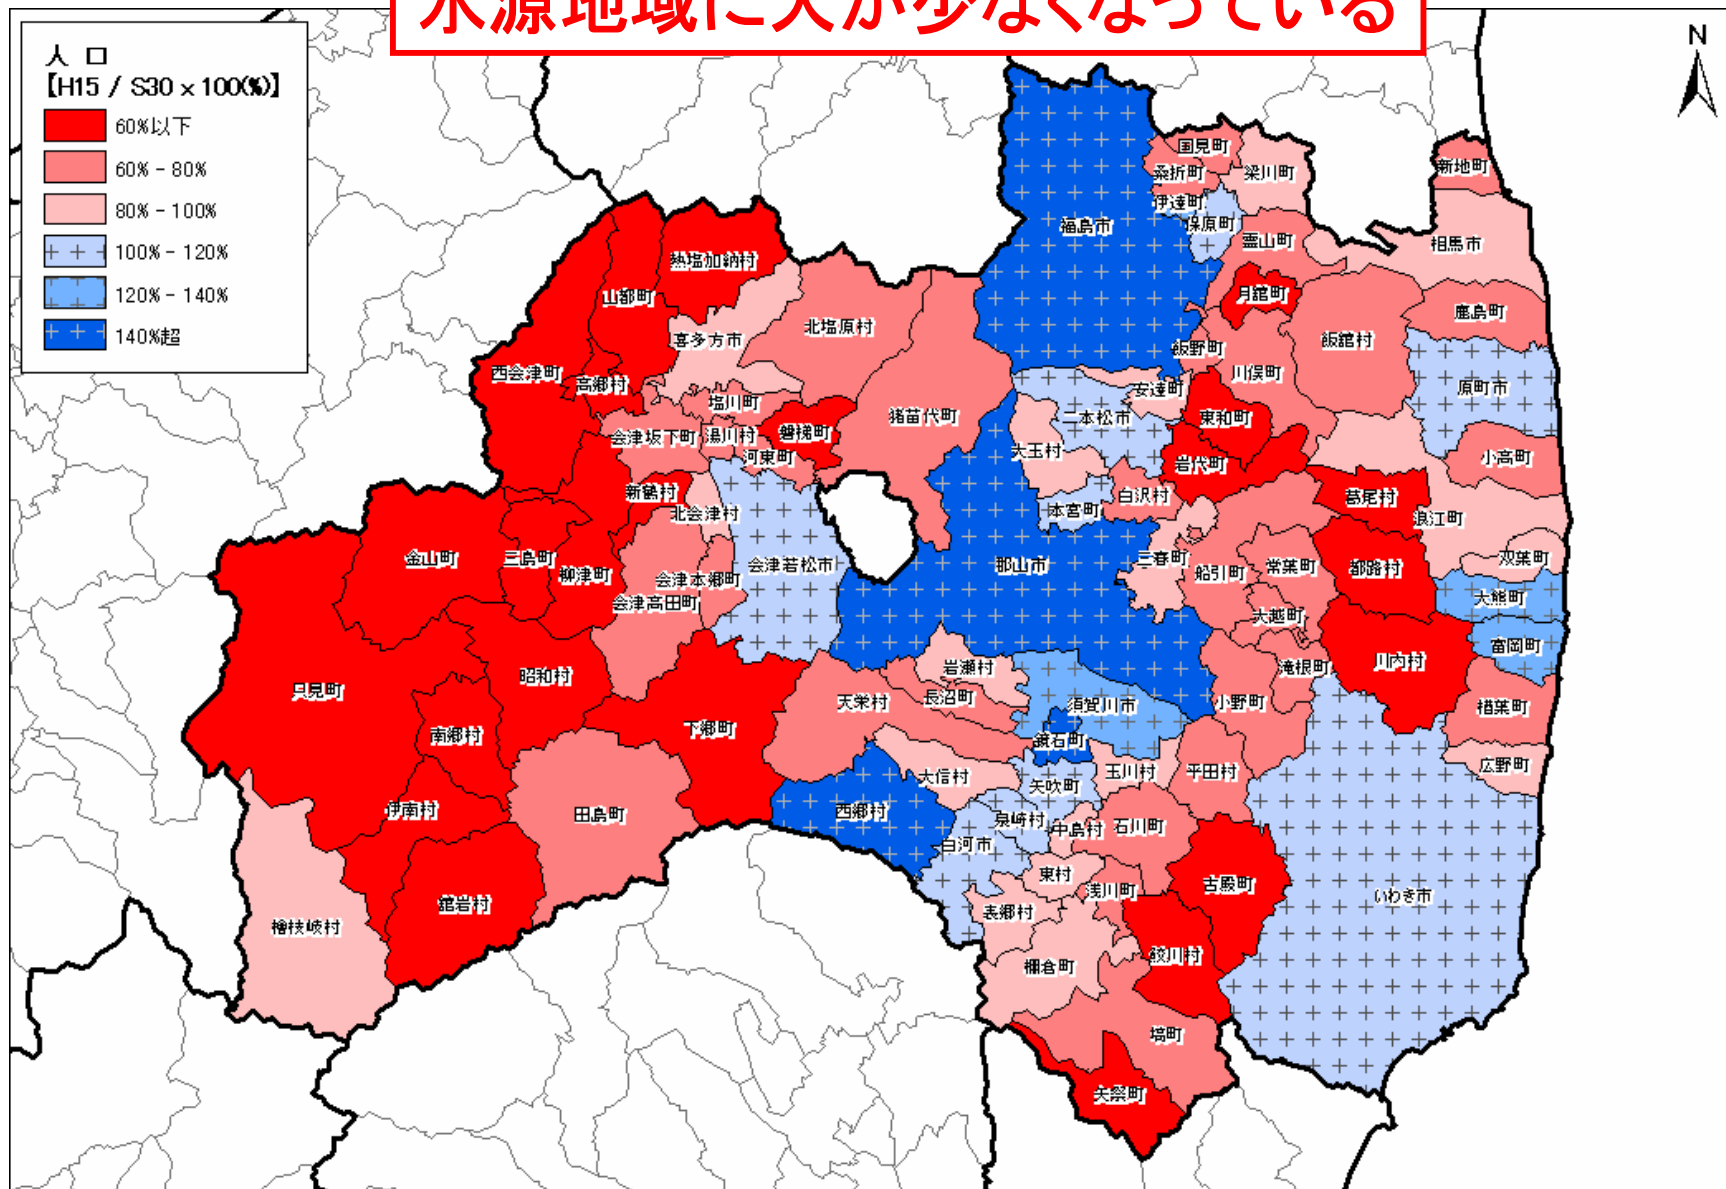 水源地域に人が少なくなっている
人 口
【H15 / S30 × 100(%)】
60%以下
60% - 80%
80% - 100%
100% - 120%
120% - 140%
140%超
N
国見町
桑折町
梁川町
新地町
伊達町
保原町
福島市
霊山町
相馬市
熱塩加納村
山都町
月舘町
鹿島町
北塩原村
喜多方市
飯舘村
飯野町
川俣町
西会津町
高郷村
安達町
原町市
塩川町
猪苗代町
二本松市
東和町
会津坂下町
湯川村
磐梯町
大玉村
河東町
岩代町
小高町
新鶴村
白沢村
葛尾村
北会津村
本宮町
浪江町
金山町
三島町
柳津町
会津本郷町
会津若松市
郡山市
三春町
船引町
常葉町
都路村
双葉町
会津高田町
大熊町
大越町
富岡町
只見町
昭和村
岩瀬村
滝根町
川内村
天栄村
長沼町
須賀川市
小野町
楢葉町
南郷村
下郷町
鏡石町
大信村
玉川村
平田村
広野町
伊南村
田島町
西郷村
矢吹町
泉崎村
中島村
石川町
白河市
東村
浅川町
古殿町
いわき市
舘岩村
表郷村
檜枝岐村
棚倉町
鮫川村
塙町
矢祭町